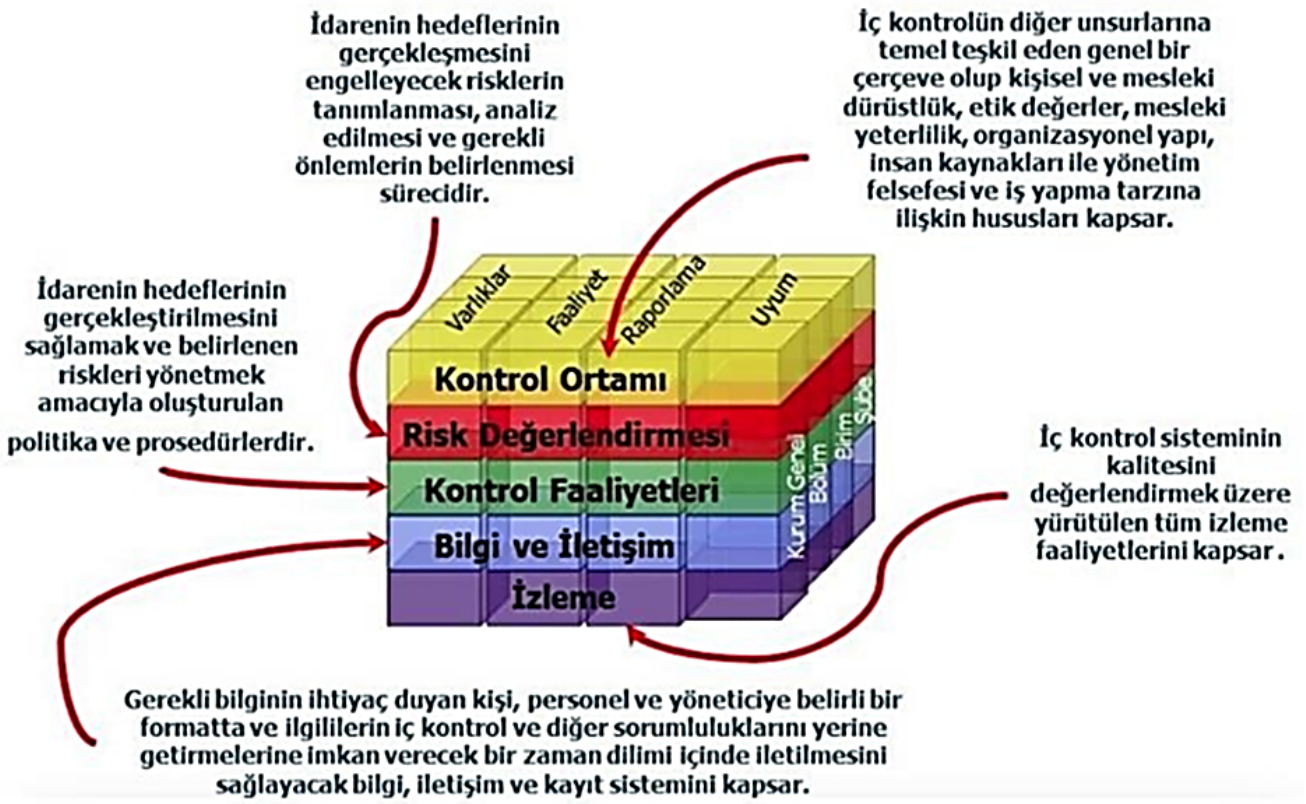 İdarenin hedeflerinin
gerçekleşmesini
engelleyecek risklerin
tanımlanması, analiz
edilmesi ve gerekli
önlemlerin belirlenmesi
sürecidir.
İç kontrolün diğer unsurlarına
temel teşkil eden genel bir
çerçeve olup kişisel ve mesleki
dürüstlük, etik değerler, mesleki
yeterlilik, organizasyonel yapı,
insan kaynakları ile yönetim
felsefesi ve iş yapma tarzına
ilişkin hususları kapsar.
İdarenin hedeflerinin
gerçekleştirilmesini
sağlamak ve belirlenen
riskleri yönetmek
amacıyla oluşturulan
politika ve prosedürlerdir.
Varlıklar
Faaliyet
Raporlama
Uyum
Kontrol Ortamı
Risk Değerlendirmesi
Kontrol Faaliyetleri
Bilgi ve İletişim
İzleme
Kurum Genel
Bölüm
Birim
Şube
İç kontrol sisteminin
kalitesini
değerlendirmek üzere
yürütülen tüm izleme
faaliyetlerini kapsar .
Gerekli bilginin ihtiyaç duyan kişi, personel ve yöneticiye belirli bir
formatta ve ilgililerin iç kontrol ve diğer sorumluluklarını yerine
getirmelerine imkan verecek bir zaman dilimi içinde iletilmesini
sağlayacak bilgi, iletişim ve kayıt sistemini kapsar.